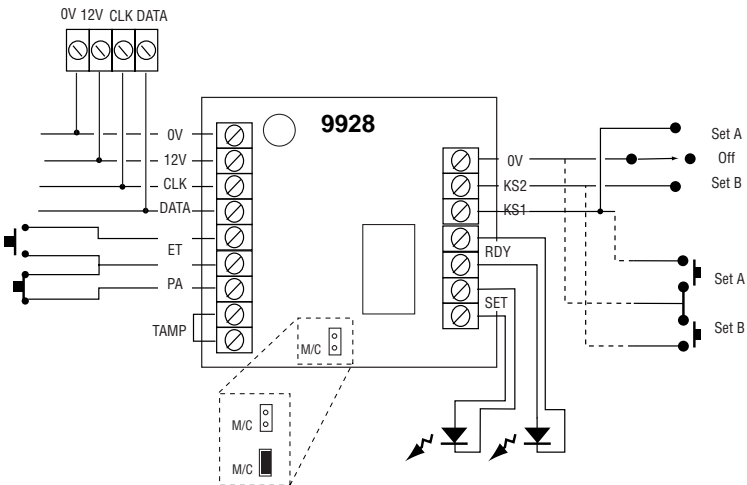 0V 12V CLK DATA
9928
0V
12V
CLK
DATA
ET
PA
TAMP
M/C
M/C
M/C
0V
KS2
KS1
RDY
SET
Set A
Off
Set B
Set A
Set B